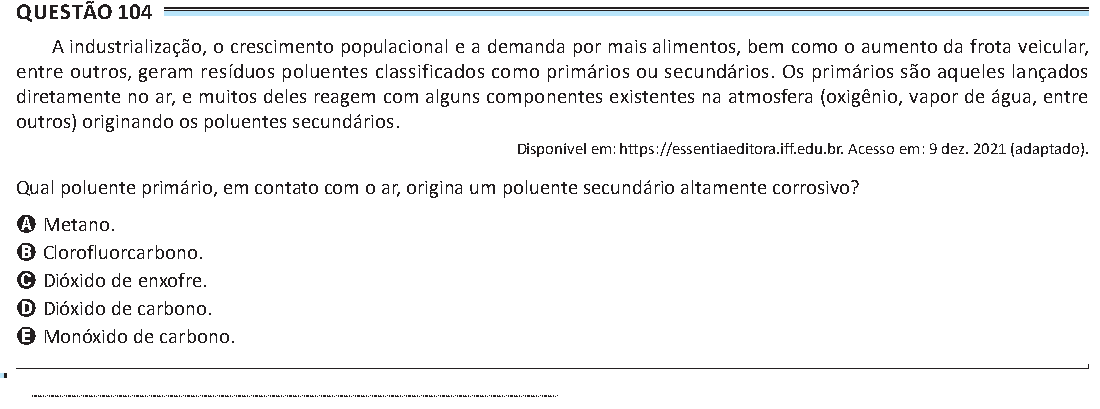 QUESTÃO 104
A industrialização, o crescimento populacional e a demanda por mais alimentos, bem como o aumento da frota veicular,
entre outros, geram resíduos poluentes classificados como primários ou secundários. Os primários são aqueles lançados
diretamente no ar, e muitos deles reagem com alguns componentes existentes na atmosfera (oxigênio, vapor de água, entre
outros) originando os poluentes secundários.
Disponível em: https://essentiaeditora.iff.edu.br. Acesso em: 9 dez. 2021 (adaptado).
Qual poluente primário, em contato com o ar, origina um poluente secundário altamente corrosivo?
A Metano.
B Clorofluorcarbono.
C Dióxido de enxofre.
D Dióxido de carbono.
E Monóxido de carbono.